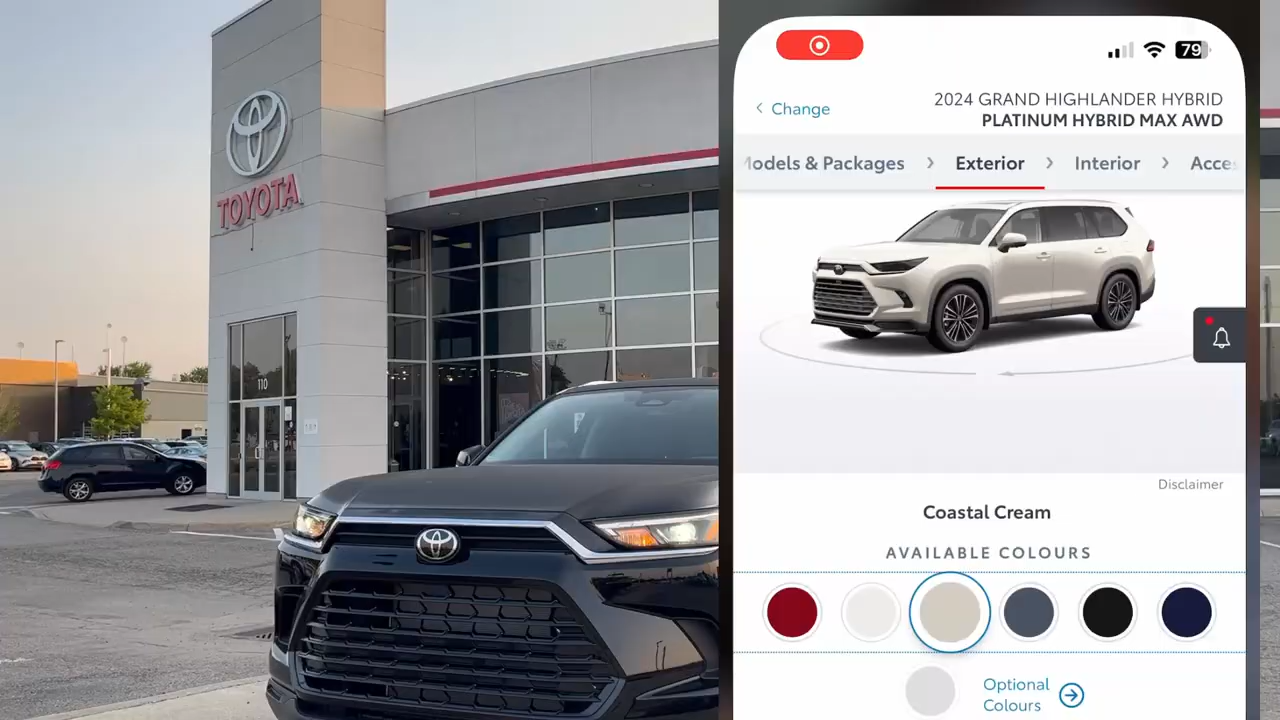 TOYOTA
110
79
Change
2024 GRAND HIGHLANDER HYBRID
PLATINUM HYBRID MAX AWD
Models & Packages
Exterior
Interior
Acce
Disclaimer
Coastal Cream
AVAILABLE COLOURS
Optional
Colours